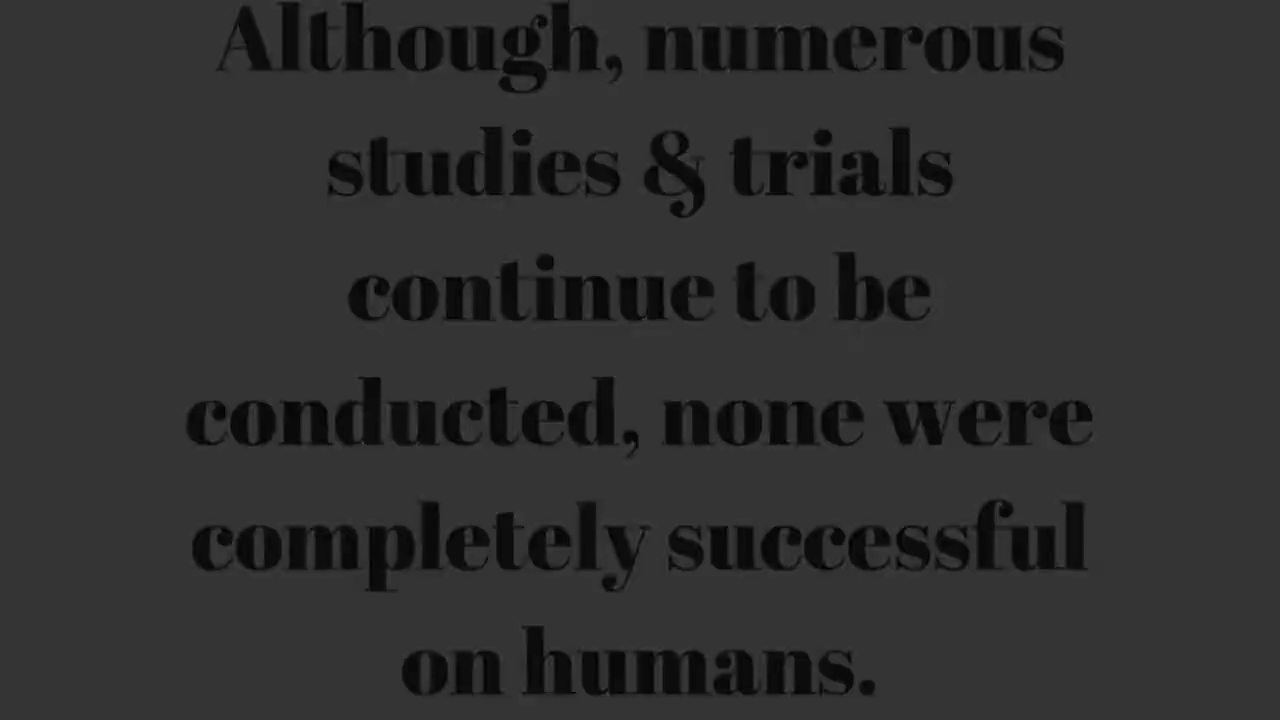 Although, numerous
studies & trials
continue to be
conducted, none were
completely successful
on humans.